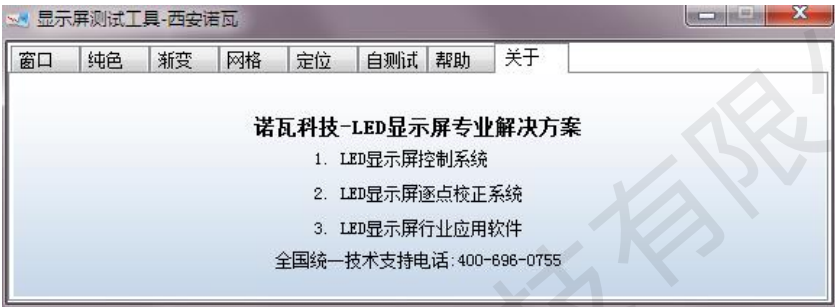 显示屏测试工具-西安诺瓦
窗口 纯色 渐变 网格 定位 自测试 帮助 关于
诺瓦科技-LED显示屏专业解决方案
1. LED显示屏控制系统
2. LED显示屏逐点校正系统
3. LED显示屏行业应用软件
全国统一技术支持电话:400-696-0755
技有限